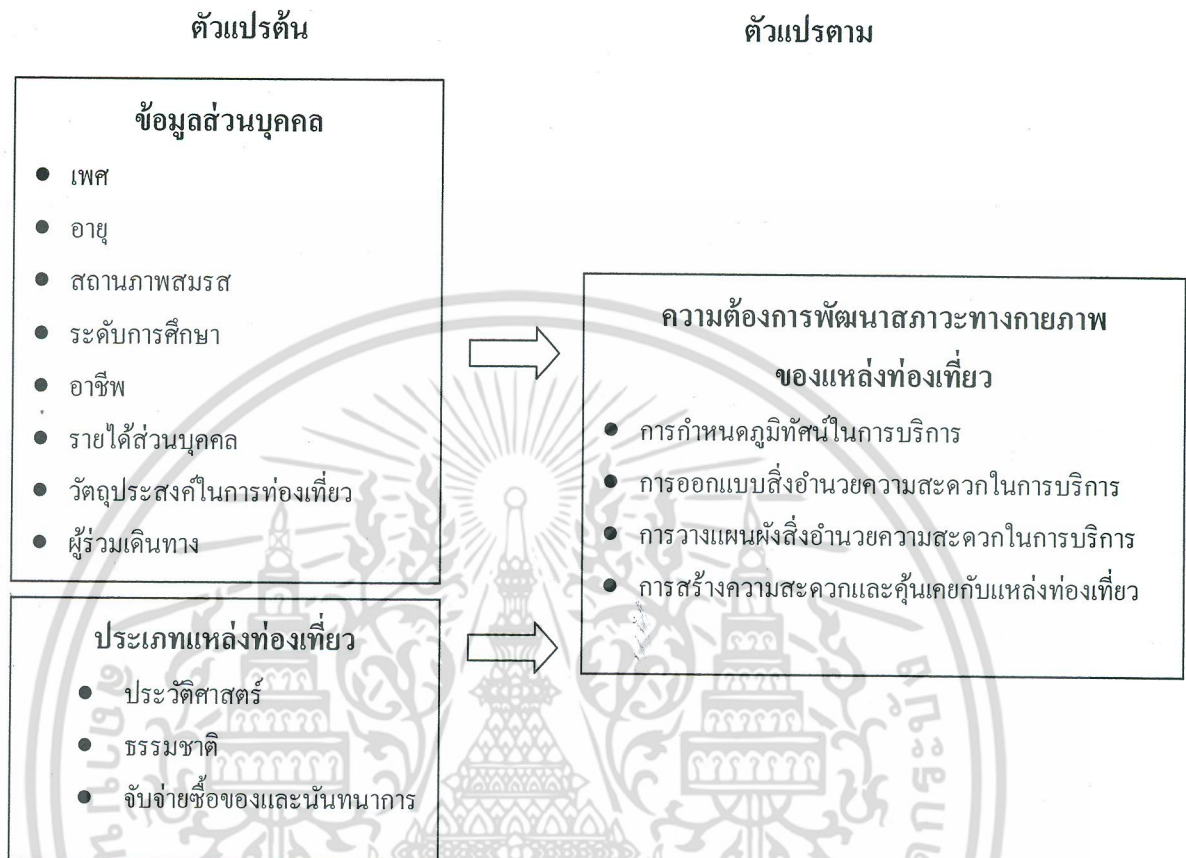 ตัวแปรต้น
ตัวแปรตาม
ข้อมูลส่วนบุคคล
● เพศ
● อายุ
● สถานภาพสมรส
● ระดับการศึกษา
● อาชีพ
● รายได้ส่วนบุคคล
● วัตถุประสงค์ในการท่องเที่ยว
● ผู้ร่วมเดินทาง
ประเภทแหล่งท่องเที่ยว
● ประวัติศาสตร์
● ธรรมชาติ
● จับจ่ายซื้อของและนันทนาการ
ความต้องการพัฒนาสภาวะทางกายภาพ
ของแหล่งท่องเที่ยว
● การกำหนดภูมิทัศน์ในการบริการ
● การออกแบบสิ่งอำนวยความสะดวกในการบริการ
● การวางแผนผังสิ่งอำนวยความสะดวกในการบริการ
● การสร้างความสะดวกและคุ้นเคยกับแหล่งท่องเที่ยว